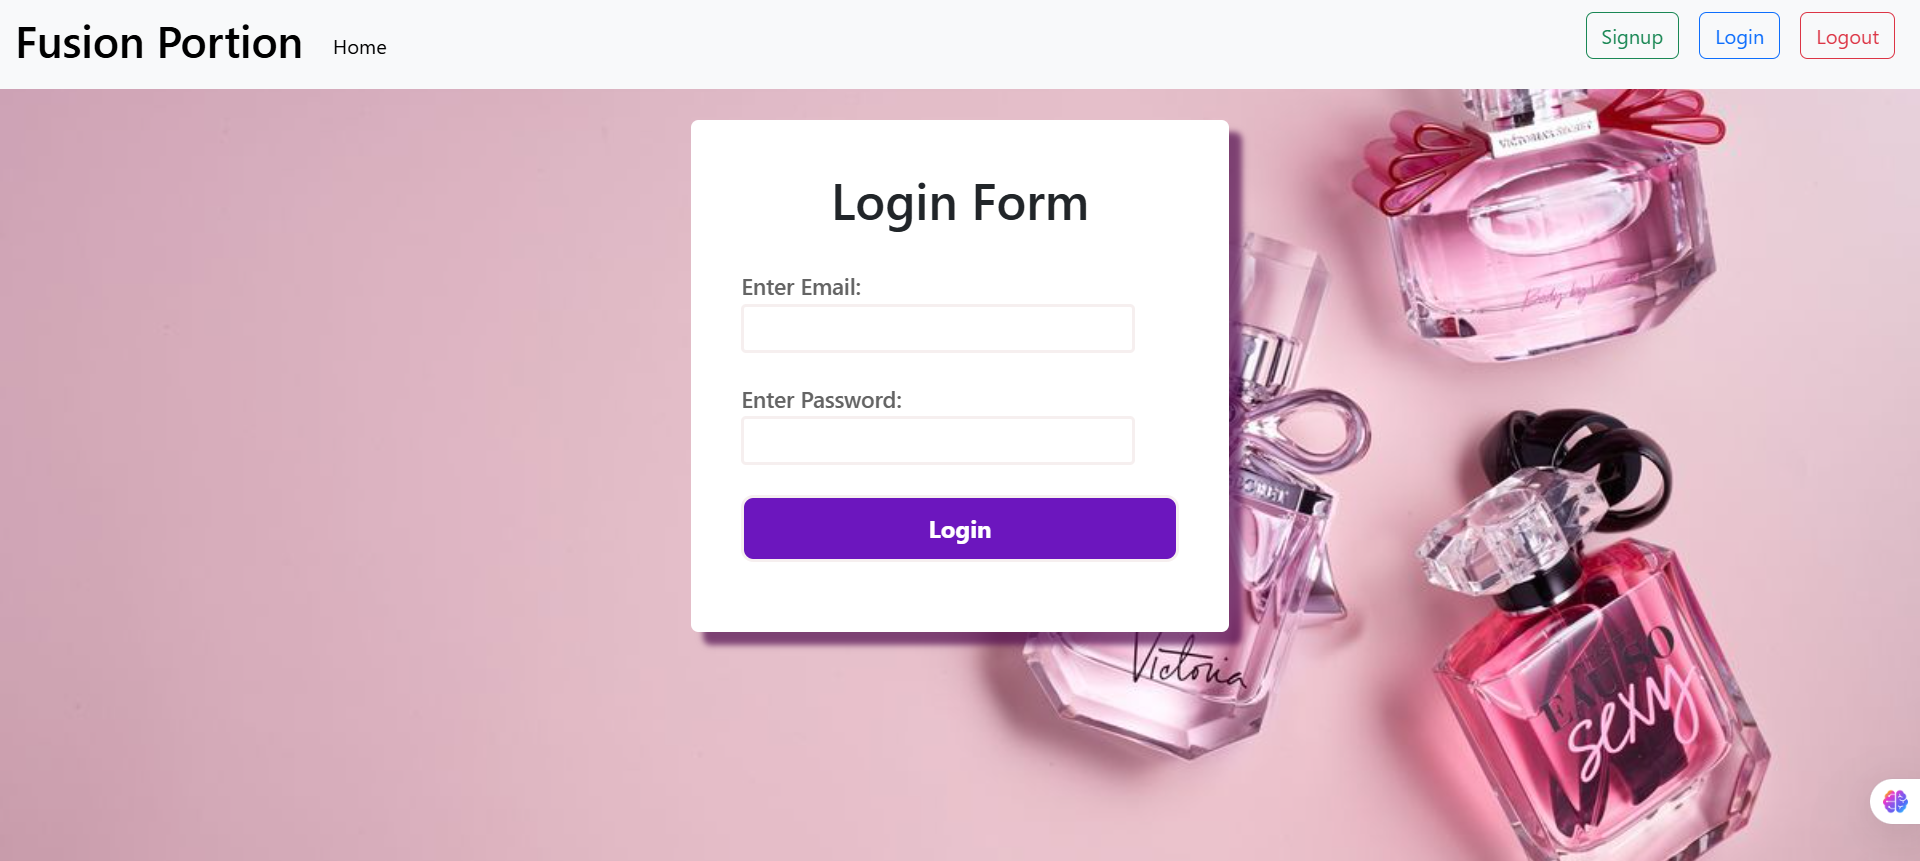 Fusion Portion
Home
Signup
Login
Logout
Login Form
Enter Email:
Enter Password:
Login
VICTORIA'S SECRET
Body by Victoria
Victoria
EAU SO
sexy